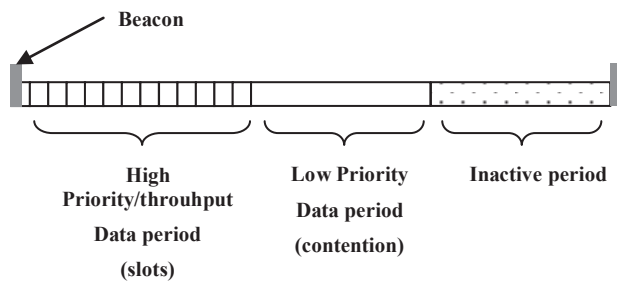 Beacon
High
Priority/throuhput
Data period
(slots)
Low Priority
Data period
(contention)
Inactive period